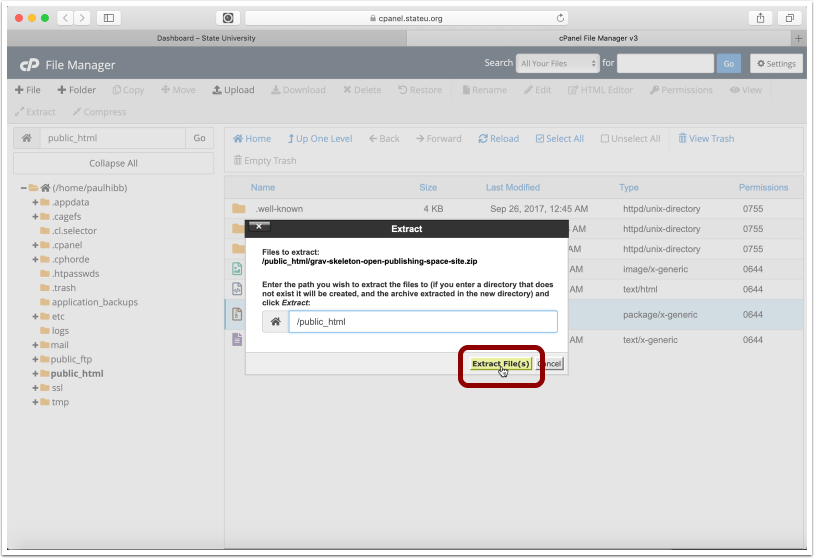 cpanel.stateu.org
Dashboard – State University
cPanel File Manager v3
cP File Manager
Search All Your Files for Go Settings
File Folder Copy Move Upload Download Delete Restore Rename Edit HTML Editor Permissions View
Extract Compress
public_html Go
Home Up One Level Back Forward Reload Select All Unselect All View Trash
Collapse All
Empty Trash
Name Size Last Modified Type Permissions
(/home/paulhibb)
.appdata
.cagefs
.cl.selector
.cpanel
.cphorde
.htpasswds
.trash
application_backups
etc
logs
mail
public_ftp
public_html
ssl
tmp
.well-known 4 KB Sep 26, 2017, 12:45 AM httpd/unix-directory 0755
AM httpd/unix-directory 0755
AM httpd/unix-directory 0755
AM image/x-generic 0644
AM text/html 0644
package/x-generic 0644
AM text/x-generic 0644
Extract
Files to extract:
/public_html/grav-skeleton-open-publishing-space-site.zip
Enter the path you wish to extract the files to (if you enter a directory that does
not exist it will be created, and the archive extracted in the new directory) and
click Extract:
/public_html
Extract File(s) Cancel